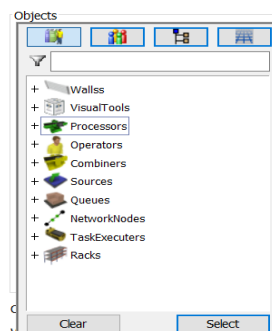 Objects
+ Wallss
+ VisualTools
+ Processors
+ Operators
+ Combiners
+ Sources
+ Queues
+ NetworkNodes
+ TaskExecuters
+ Racks
Clear Select